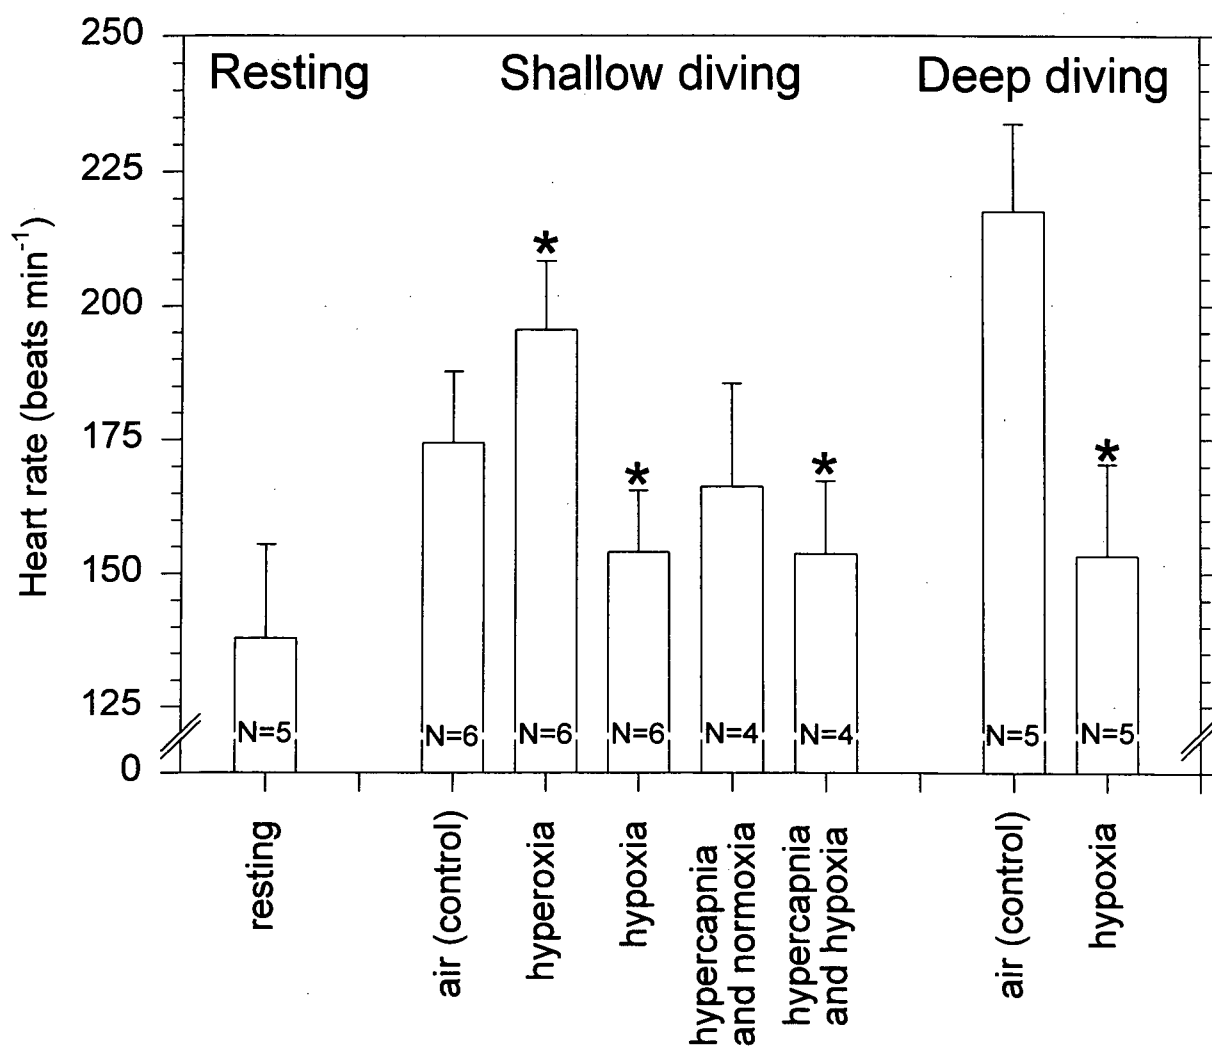 Resting Shallow diving Deep diving
Heart rate (beats min⁻¹)
250
225
200
175
150
125
0
* * * *
N=5 N=6 N=6 N=6 N=4 N=4 N=5 N=5
resting
air (control)
hyperoxia
hypoxia
hypercapnia
and normoxia
hypercapnia
and hypoxia
air (control)
hypoxia